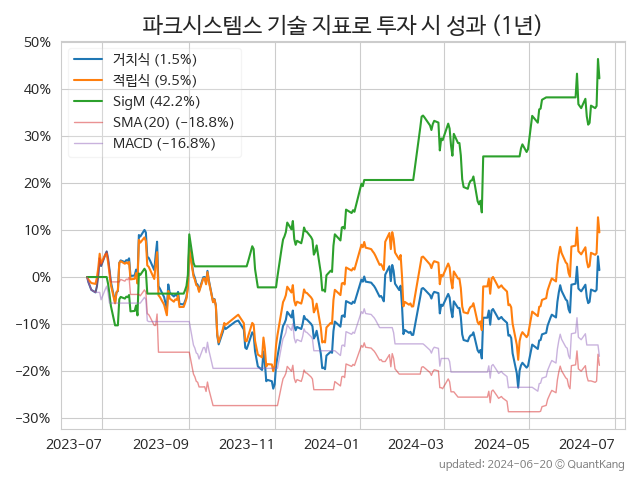 파크시스템스 기술 지표로 투자 시 성과 (1년)
50%
40%
30%
20%
10%
0%
−10%
−20%
−30%
거치식 (1.5%)
적립식 (9.5%)
SigM (42.2%)
SMA(20) (−18.8%)
MACD (−16.8%)
2023-07 2023-09 2023-11 2024-01 2024-03 2024-05 2024-07
updated: 2024-06-20 © QuantKang